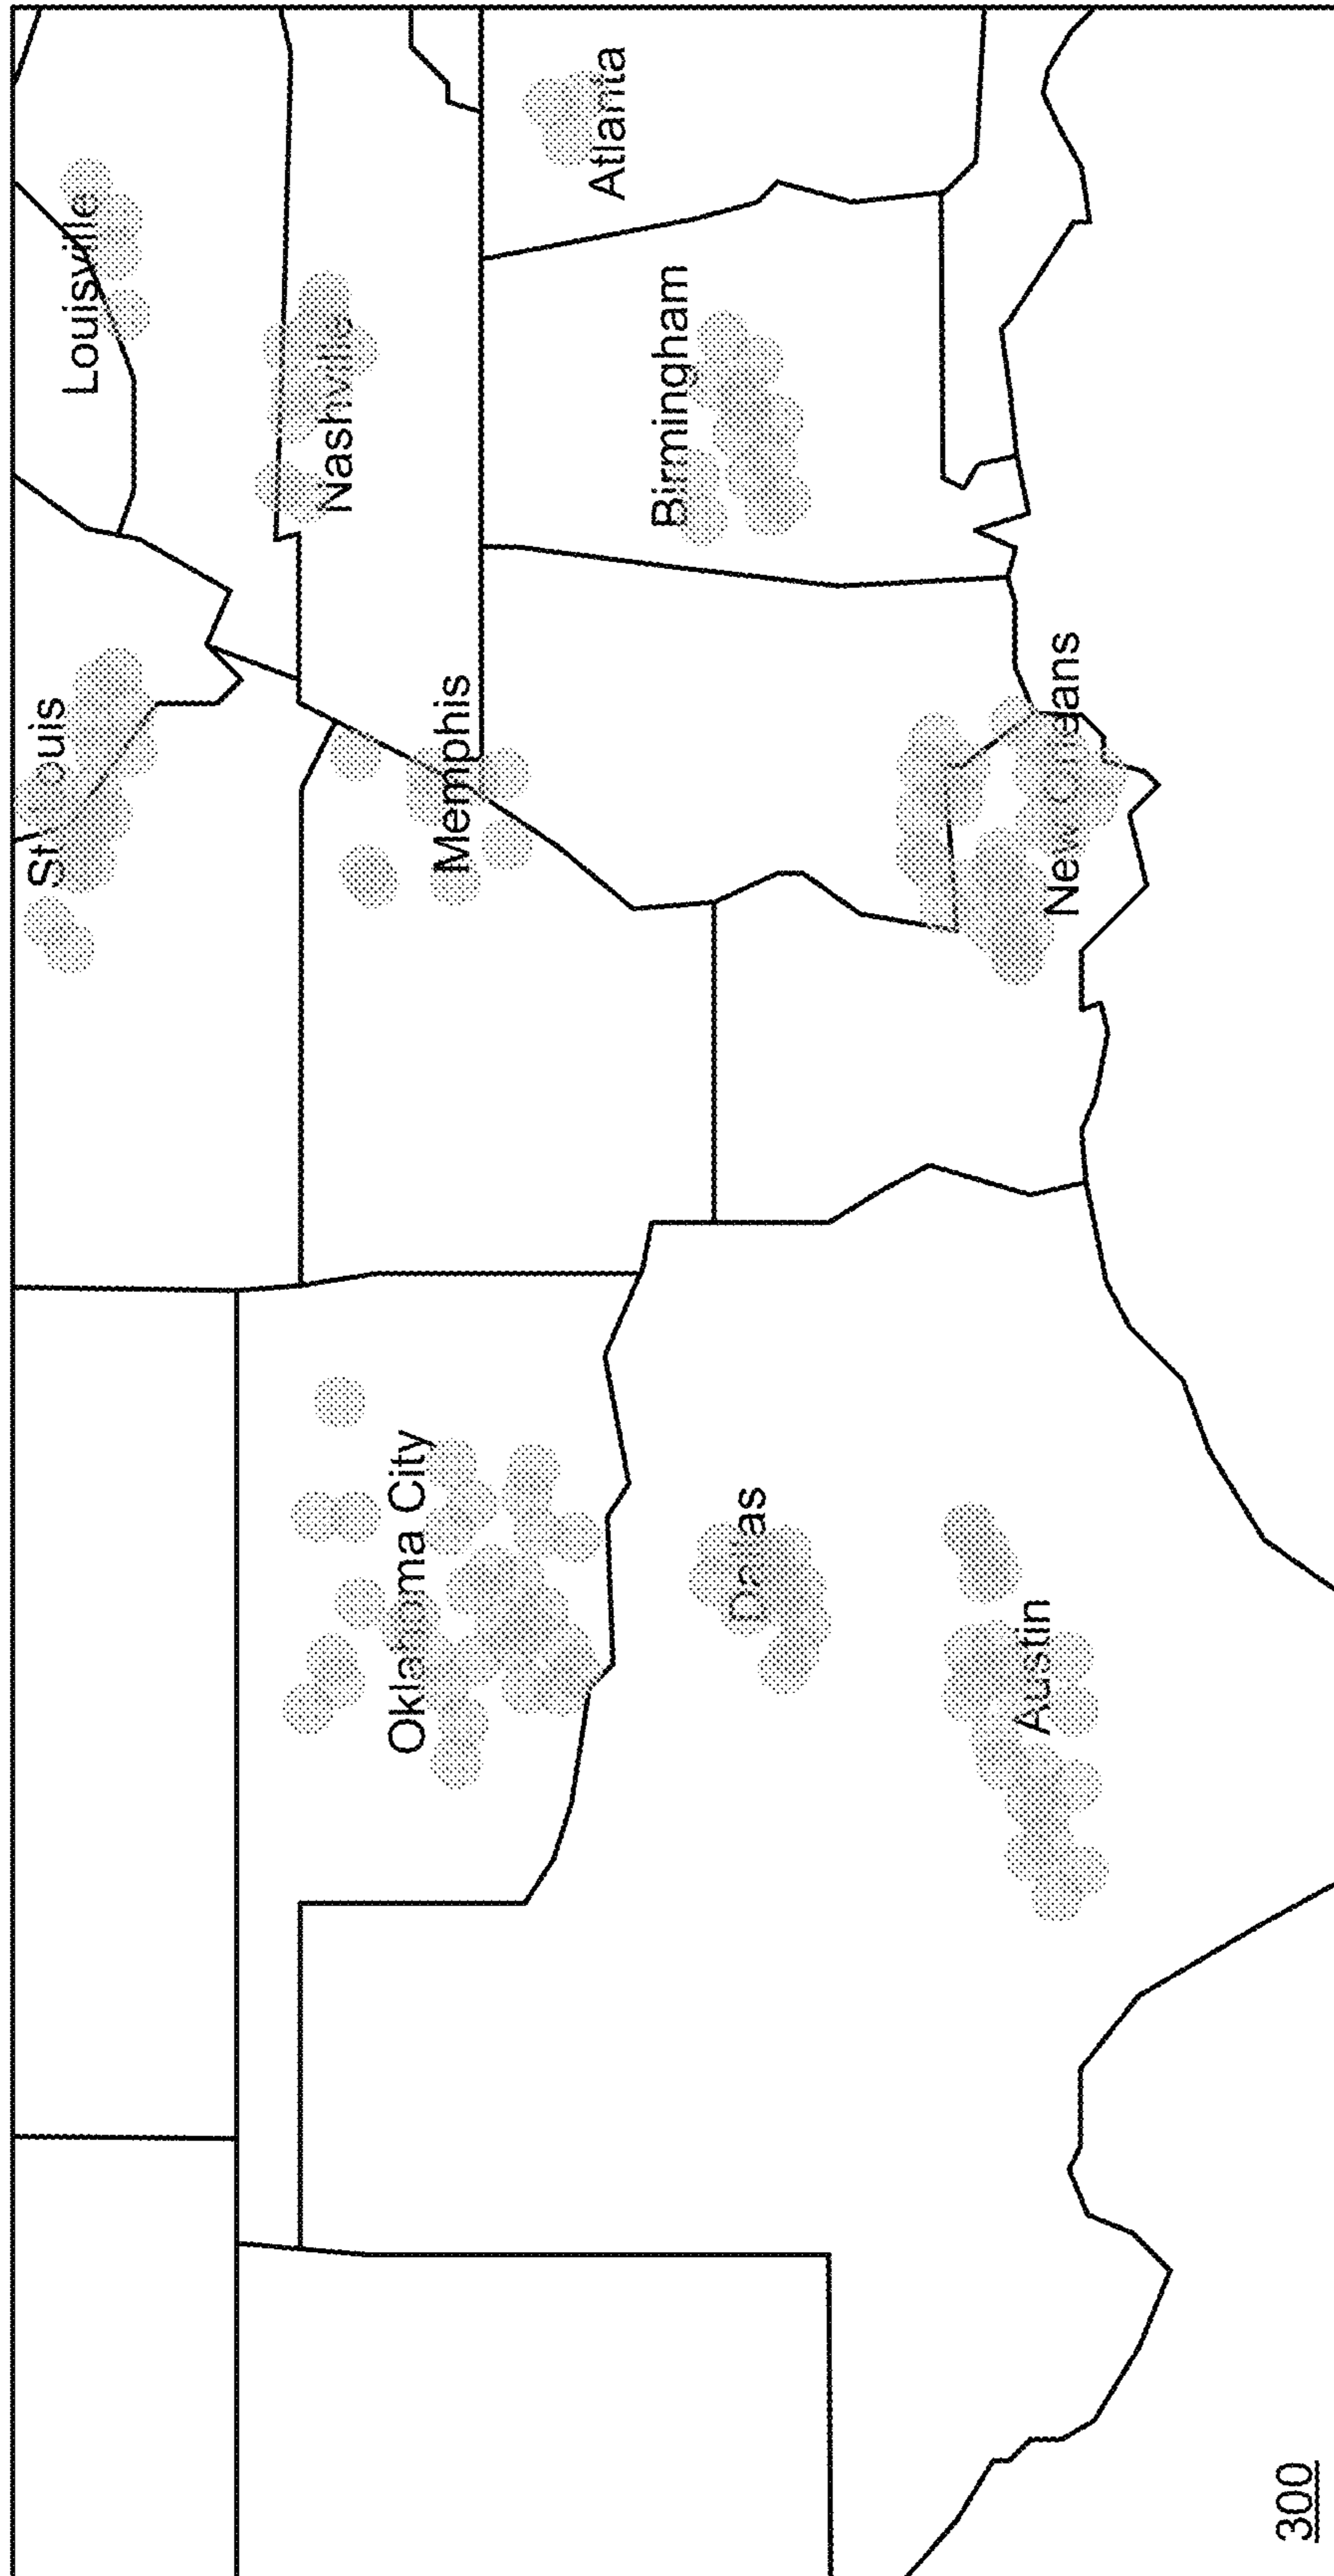 St Louis
Louisville
Nashville
Memphis
Oklahoma City
Atlanta
Birmingham
Dallas
New Orleans
Austin
300